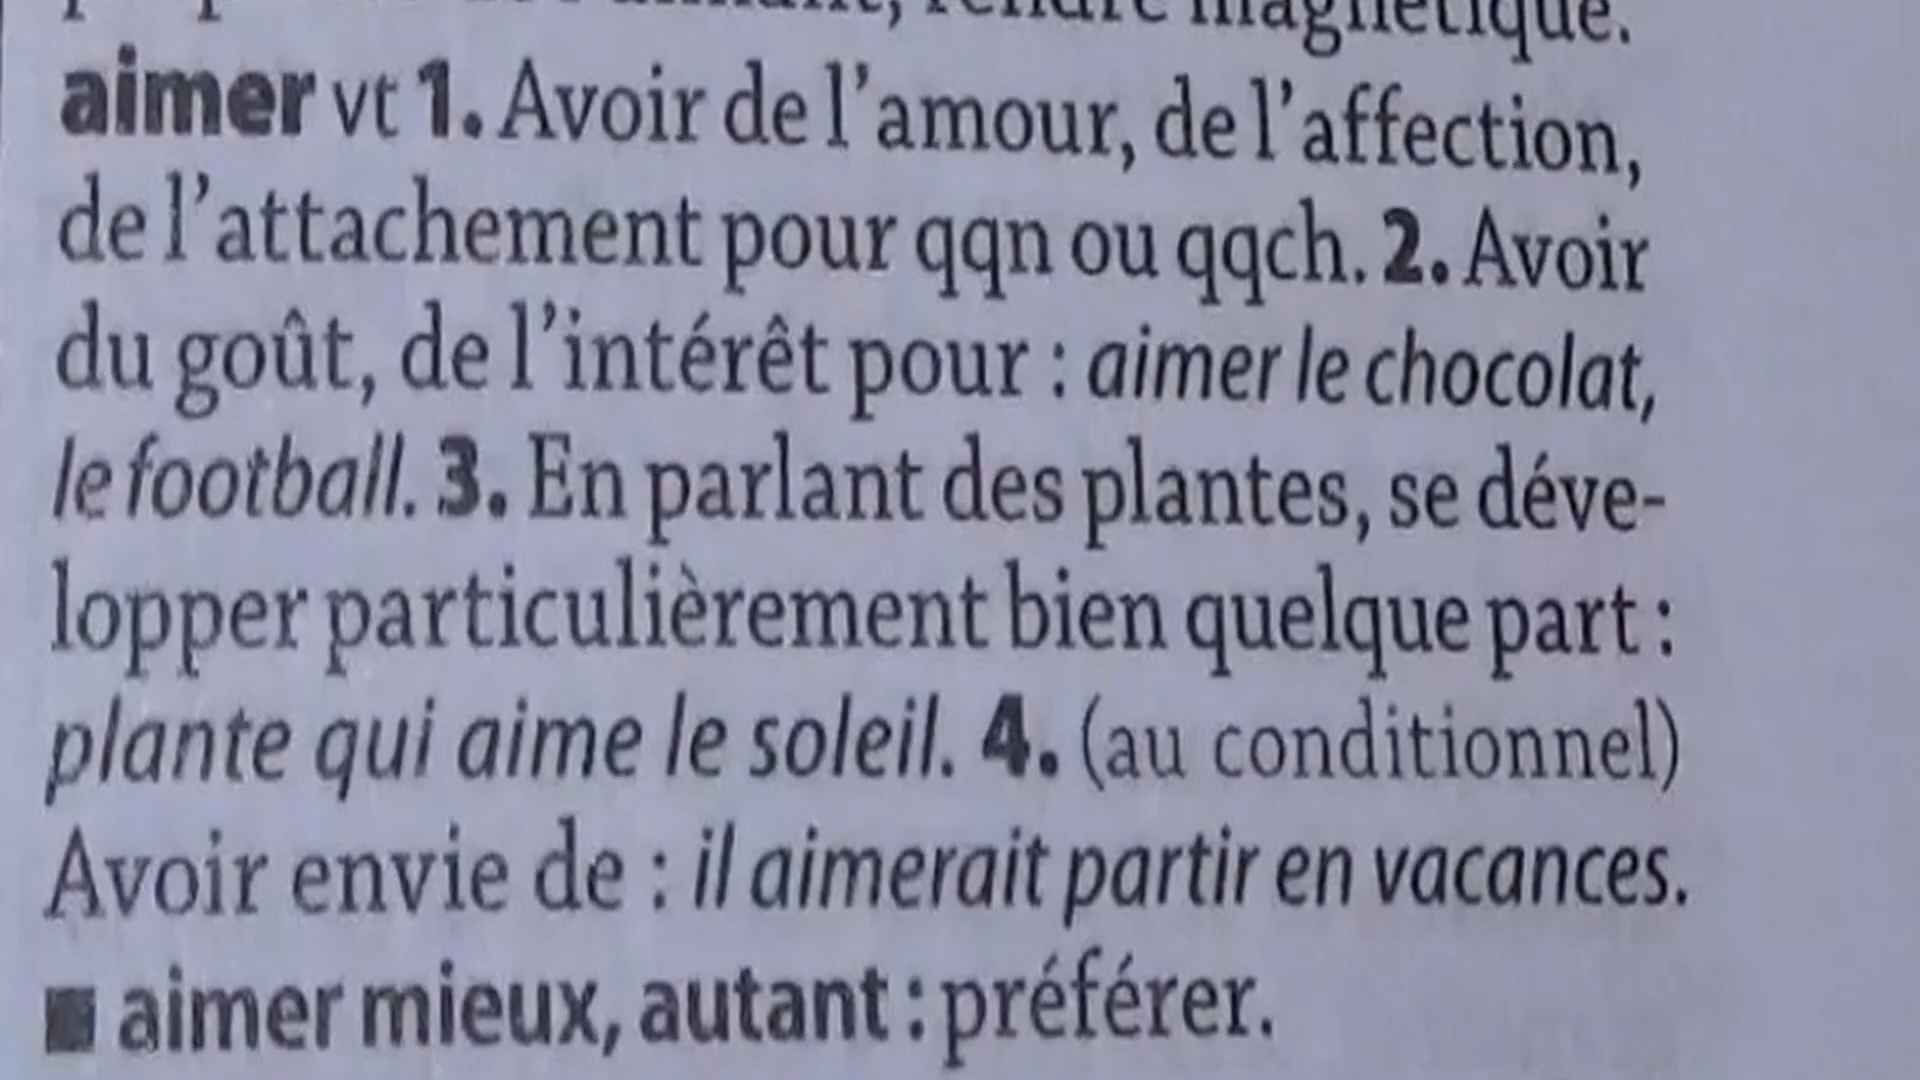 rendre magnétique.
aimer vt 1. Avoir de l’amour, de l’affection,
de l’attachement pour qqn ou qqch. 2. Avoir
du goût, de l’intérêt pour : aimer le chocolat,
le football. 3. En parlant des plantes, se déve-
lopper particulièrement bien quelque part :
plante qui aime le soleil. 4. (au conditionnel)
Avoir envie de : il aimerait partir en vacances.
■ aimer mieux, autant : préférer.